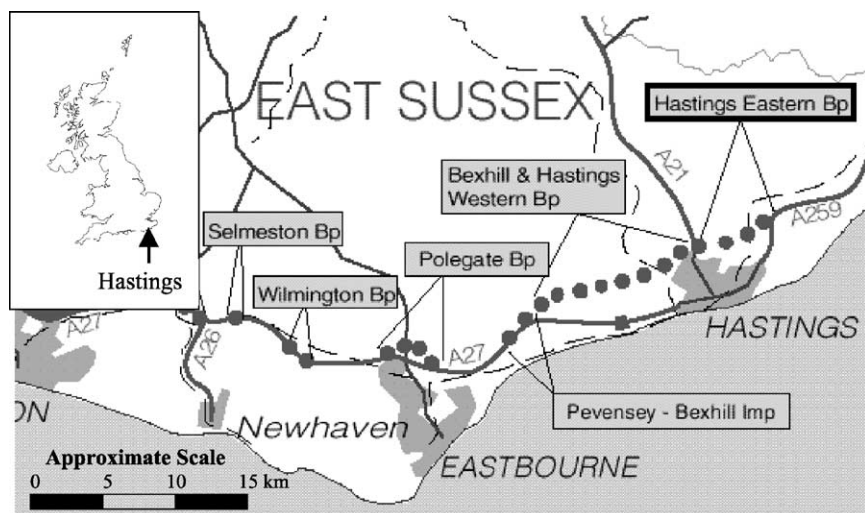 EAST SUSSEX
Hastings Eastern Bp
Bexhill & Hastings
Western Bp
A21
A259
Selmeston Bp
Polegate Bp
Hastings
Wilmington Bp
A27
A26
A27
HASTINGS
ON
Newhaven
Pevensey - Bexhill Imp
EASTBOURNE
Approximate Scale
0 5 10 15 km